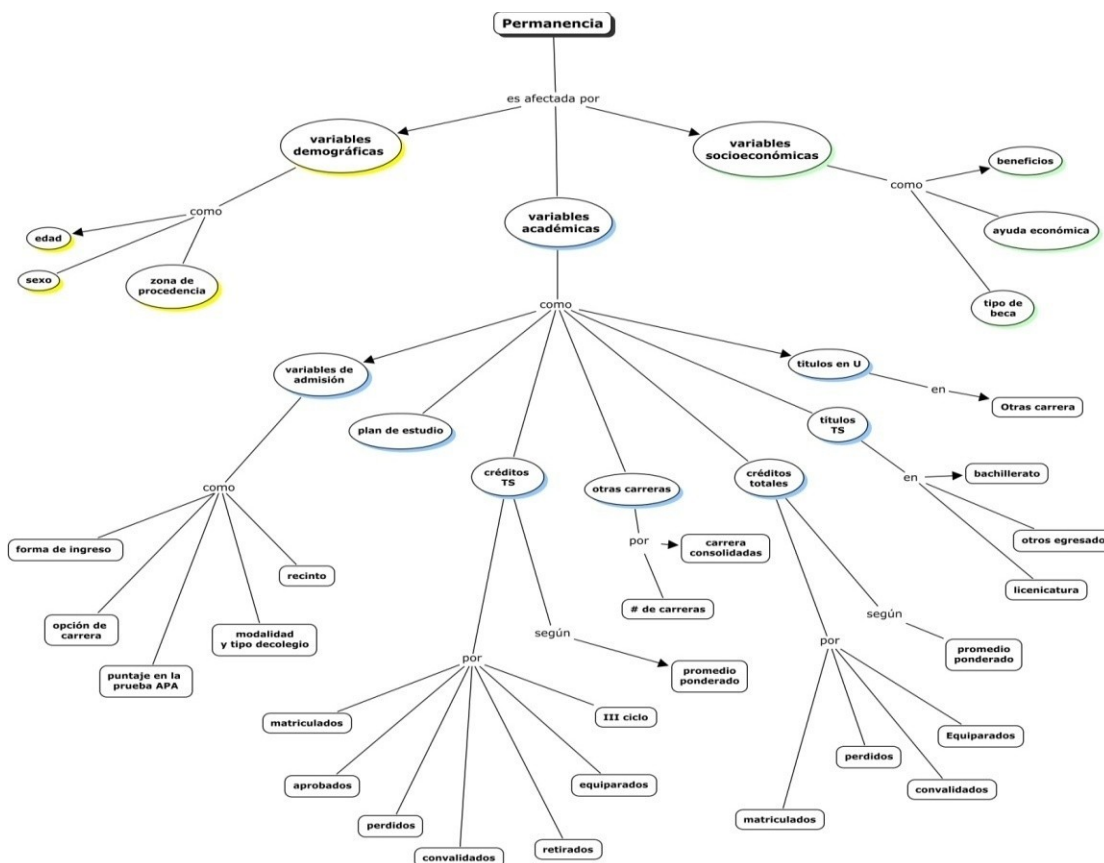 Permanencia
es afectada por
variables
demográficas
variables
socioeconómicas
beneficios
como
variables
académicas
como
edad
ayuda económica
sexo
zona de
procedencia
tipo de
beca
como
variables de
admisión
titulos en U
en
Otras carrera
plan de estudio
titulos
TS
créditos
TS
otras carreras
créditos
totales
en
bachillerato
como
forma de ingreso
recinto
por
carrera
consolidadas
otros egresado
# de carreras
licenicatura
opción de
carrera
modalidad
y tipo decolegio
según
por
según
puntaje en la
prueba APA
por
promedio
ponderado
promedio
ponderado
matriculados
III ciclo
Equiparados
perdidos
aprobados
equiparados
convalidados
perdidos
matriculados
convalidados
retirados